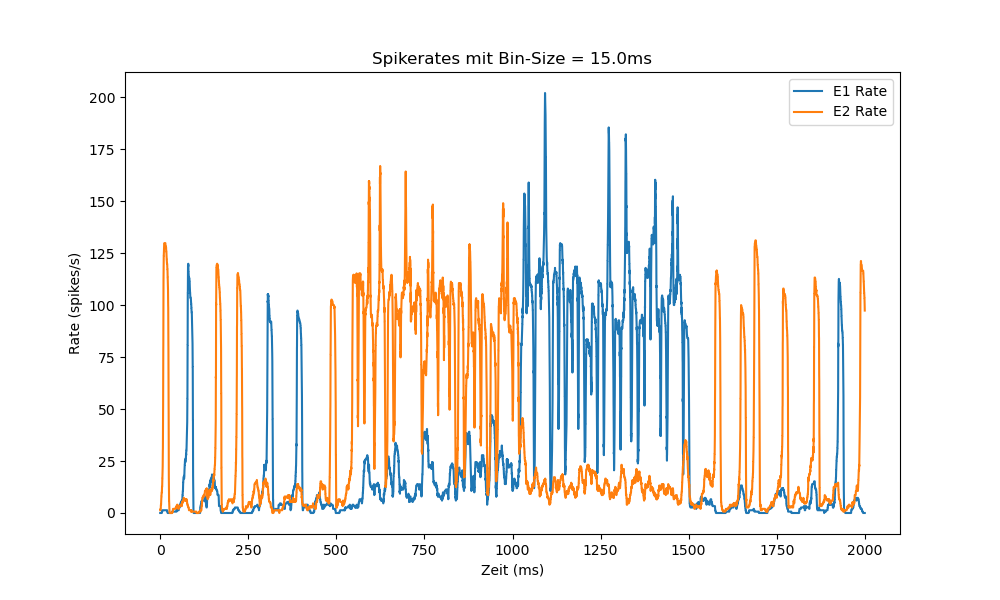 Spikerates mit Bin-Size = 15.0ms
E1 Rate
E2 Rate
200
175
150
125
100
75
50
25
0
Rate (spikes/s)
0 250 500 750 1000 1250 1500 1750 2000
Zeit (ms)